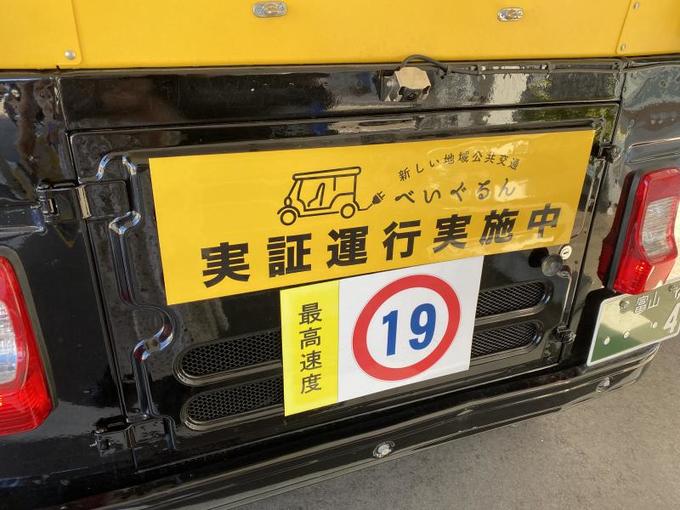 新しい地域公共交通
べいぐるん
実証運行実施中
最高速度
19
富山
4